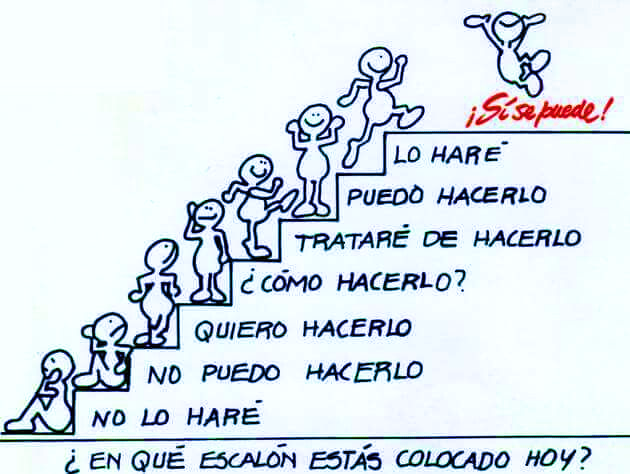 ¡Sí se puede!
LO HARÉ
PUEDO HACERLO
TRATARÉ DE HACERLO
¿CÓMO HACERLO?
QUIERO HACERLO
NO PUEDO HACERLO
NO LO HARÉ
¿EN QUÉ ESCALÓN ESTÁS COLOCADO HOY?